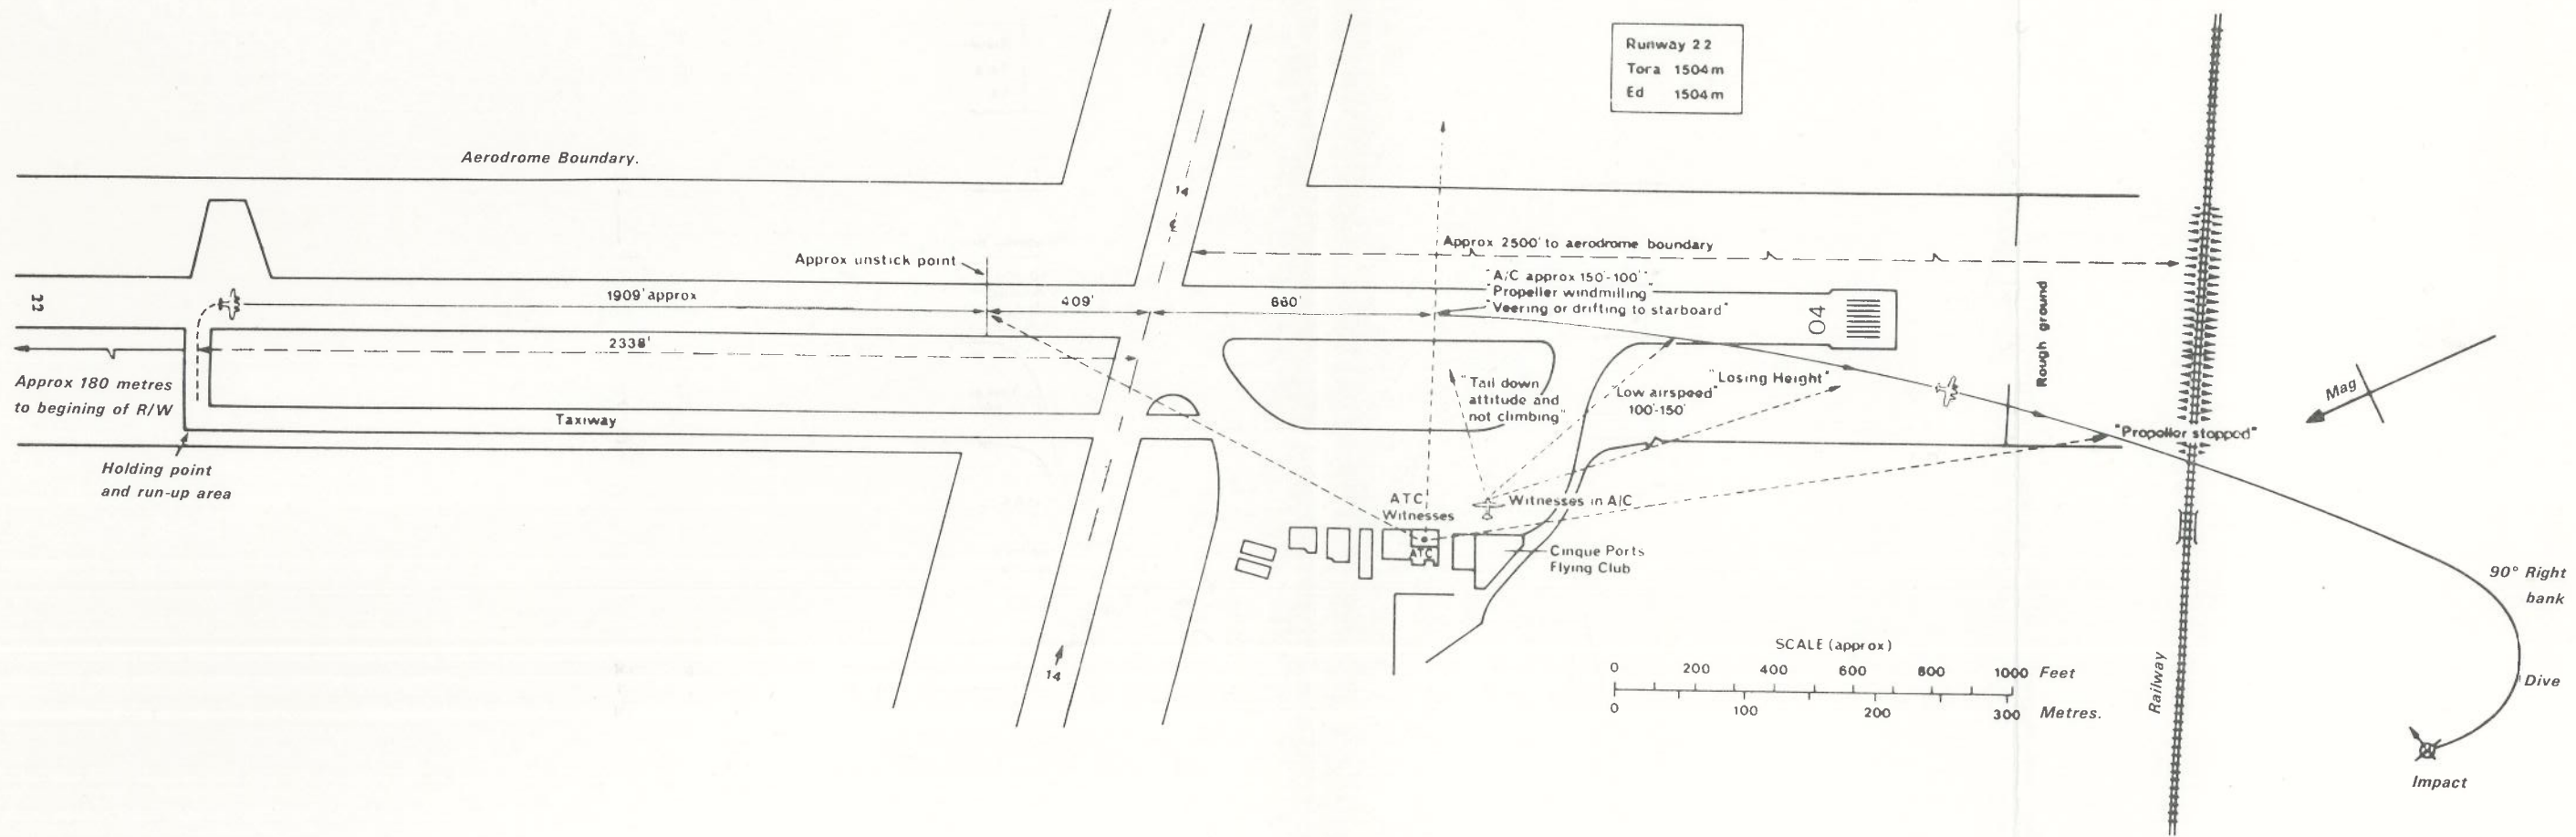 Runway 22
Tora 1504m
Ed 1504m
Aerodrome Boundary.
14
℄
Approx 2500' to aerodrome boundary
Approx unstick point
"A/C approx 150'-100'"
"Propeller windmilling"
"Veering or drifting to starboard"
22
1909' approx
409'
660'
04
Rough ground
2338'
Approx 180 metres
to begining of R/W
Taxiway
"Tail down
attitude and
not climbing"
"Low airspeed"
100'-150'
"Losing Height"
Mag
"Propeller stopped"
Holding point
and run-up area
ATC
Witnesses
Witnesses in A/C
ATC
Cinque Ports
Flying Club
90° Right
bank
14
SCALE (approx)
0 200 400 600 800 1000 Feet
0 100 200 300 Metres.
Railway
Dive
Impact